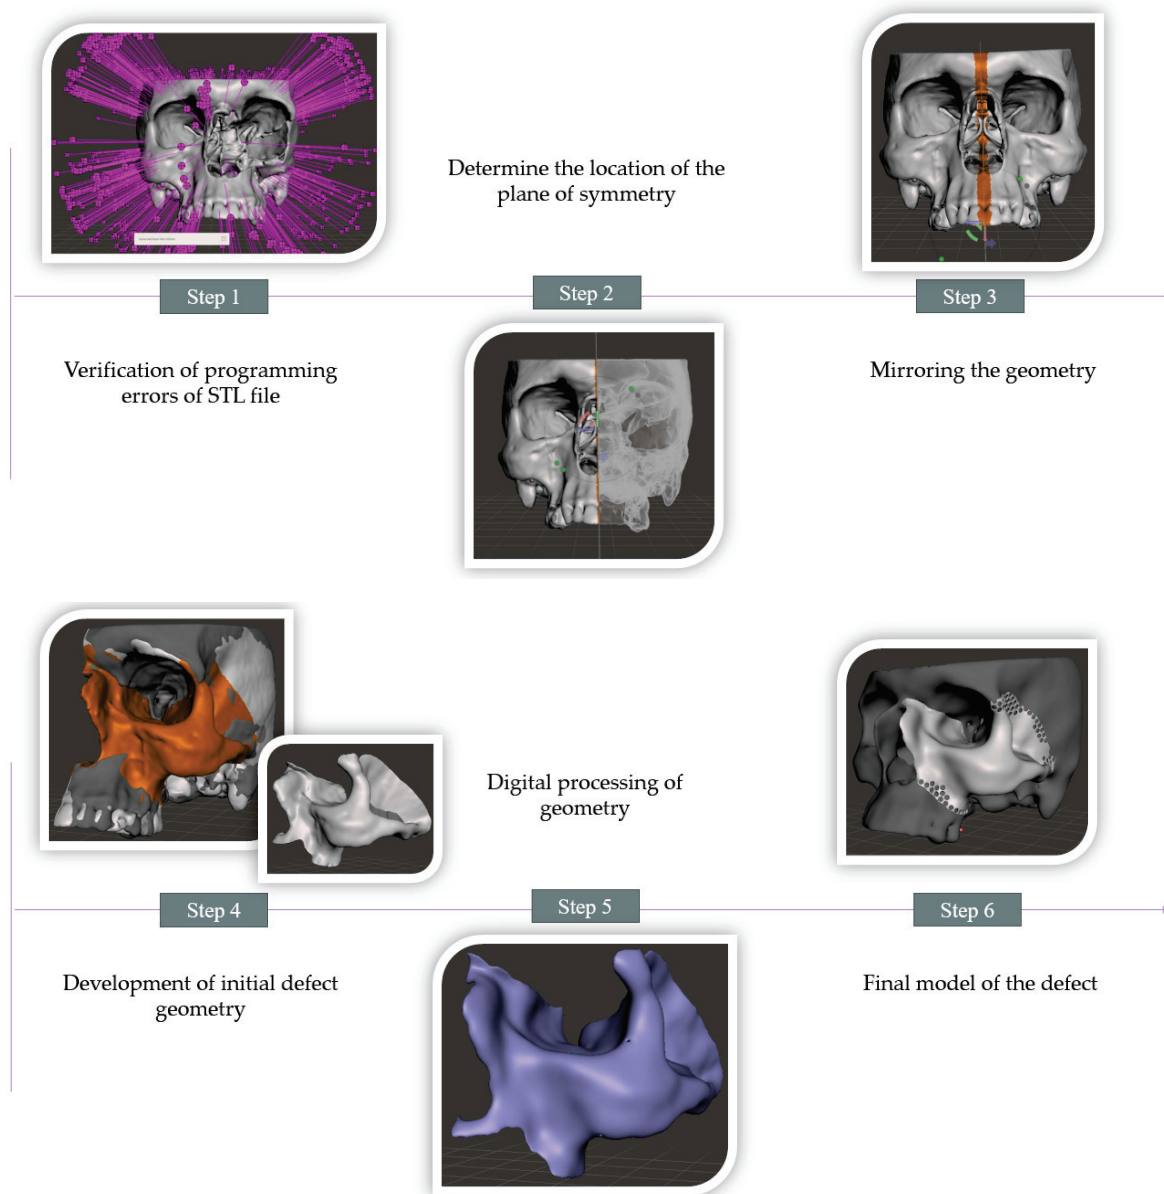 Determine the location of the
plane of symmetry
Step 1
Step 2
Step 3
Verification of programming
errors of STL file
Mirroring the geometry
Digital processing of
geometry
Step 4
Step 5
Step 6
Development of initial defect
geometry
Final model of the defect